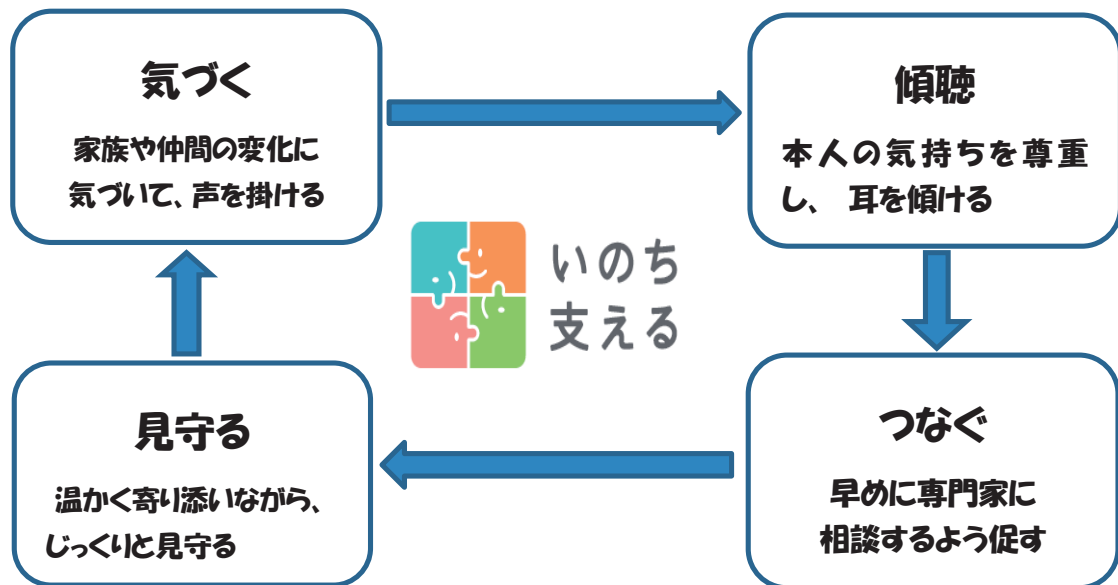 気づく
家族や仲間の変化に
気づいて、声を掛ける
傾聴
本人の気持ちを尊重
し、 耳を傾ける
いのち
支える
つなぐ
早めに専門家に
相談するよう促す
見守る
温かく寄り添いながら、
じっくりと見守る